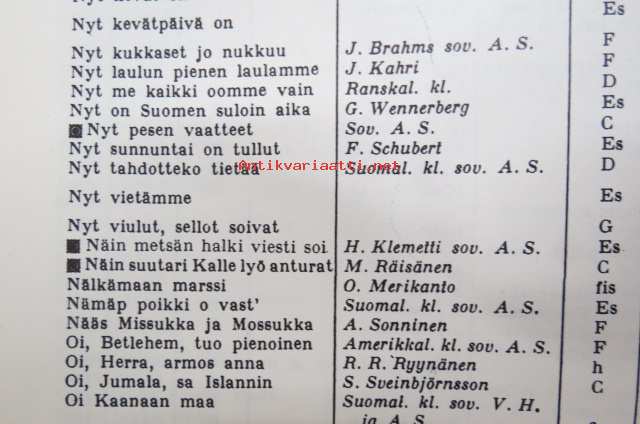 Es
Nyt kevätpäivä on
Nyt kukkaset jo nukkuu J. Brahms sov. A. S. F
Nyt laulun pienen laulamme J. Kahri F
Nyt me kaikki oomme vain Ranskal. kl. D
Nyt on Suomen suloin aika G. Wennerberg Es
Nyt pesen vaatteet Sov. A. S. C
Nyt sunnuntai on tullut F. Schubert Es
Nyt tahdotteko tietää Suomal. kl. sov. A. S. D
Antikvariaatti.net
Nyt vietämme Es
Nyt viulut, sellot soivat G
Näin metsän halki viesti soi H. Klemetti sov. A. S. Es
Näin suutari Kalle lyö anturat M. Räisänen C
Nälkämaan marssi O. Merikanto fis
Nämäp poikki o vast' Suomal. kl. sov. A. S. Es
Nääs Missukka ja Mossukka A. Sonninen F
Oi, Betlehem, tuo pienoinen Amerikkal. kl. sov. A. S. F
Oi, Herra, armos anna R. R. Ryynänen h
Oi, Jumala, sa Islannin S. Sveinbjörnsson C
Oi Kaanaan maa Suomal. kl. sov. V. H.
ja A. S.